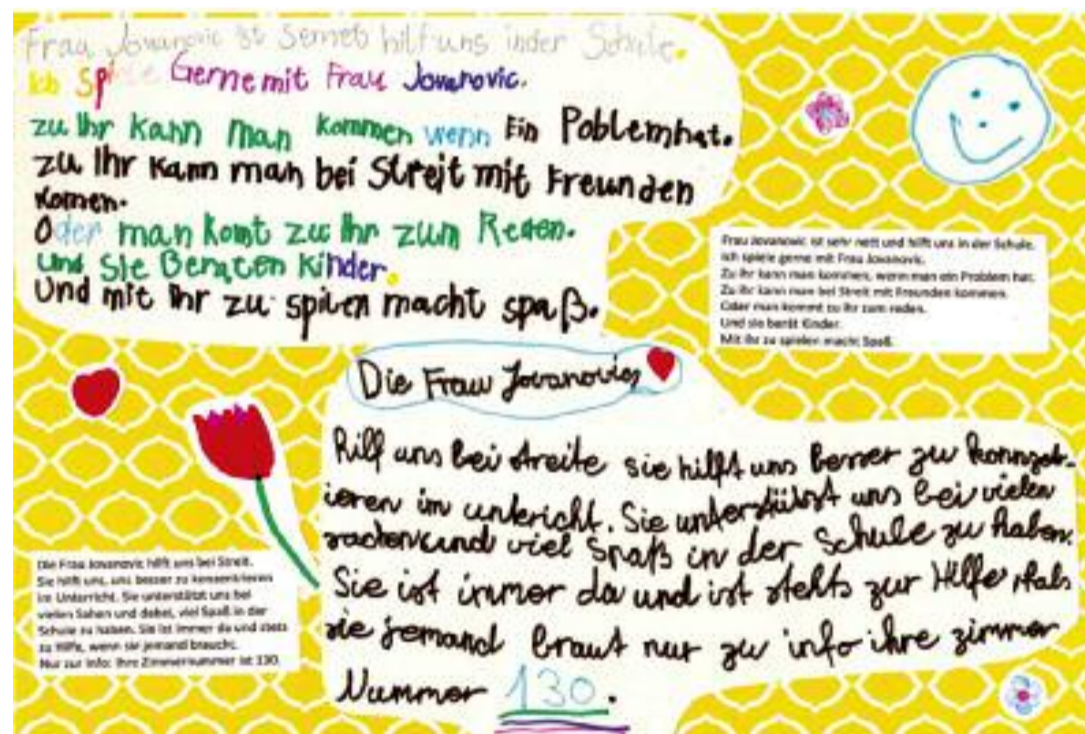 Frau Jovanovic ist serneb hilf uns inder Schule.
Ich Spiele Gerne mit Frau Jovanovic.
zu Ihr kann man kommen wenn Ein Poblemhat.
zu Ihr kann man bei Streit mit Freunden
komen.
Oder man komt zu Ihr zum Reden.
und Sie Beraten Kinder.
und mit Ihr zu spilen macht spaß.
Frau Jovanovic ist sehr nett und hilft uns in der Schule.
Ich spiele gerne mit Frau Jovanovic.
Zu ihr kann man kommen, wenn man ein Problem hat.
Zu ihr kann man bei Streit mit Freunden kommen.
Oder man kommt zu ihr zum reden.
Und sie berät Kinder.
Mit ihr zu spielen macht Spaß.
Die Frau Jovanovic
Hilf uns bei streite sie hilft uns besser zu konnzet-
ieren im untericht. Sie unterstützt uns bei vielen
sachen und viel Spaß in der Schule zu haben.
Sie ist immer da und ist stehts zur Hilfe
sie jemand braut nur zu info ihre zimmer
Nummer 130.
Die Frau Jovanovic hilft uns bei Streit.
Sie hilft uns, uns besser zu konsentrieren
im Unterricht. Sie unterstützt uns bei
vielen Sahen und dabei, viel Spaß in der
Schule zu haben. Sie ist immer da und stets
zu Hilfe, wenn sie jemand braucht.
Nur zur Info: Ihre Zimmernummer ist 130.